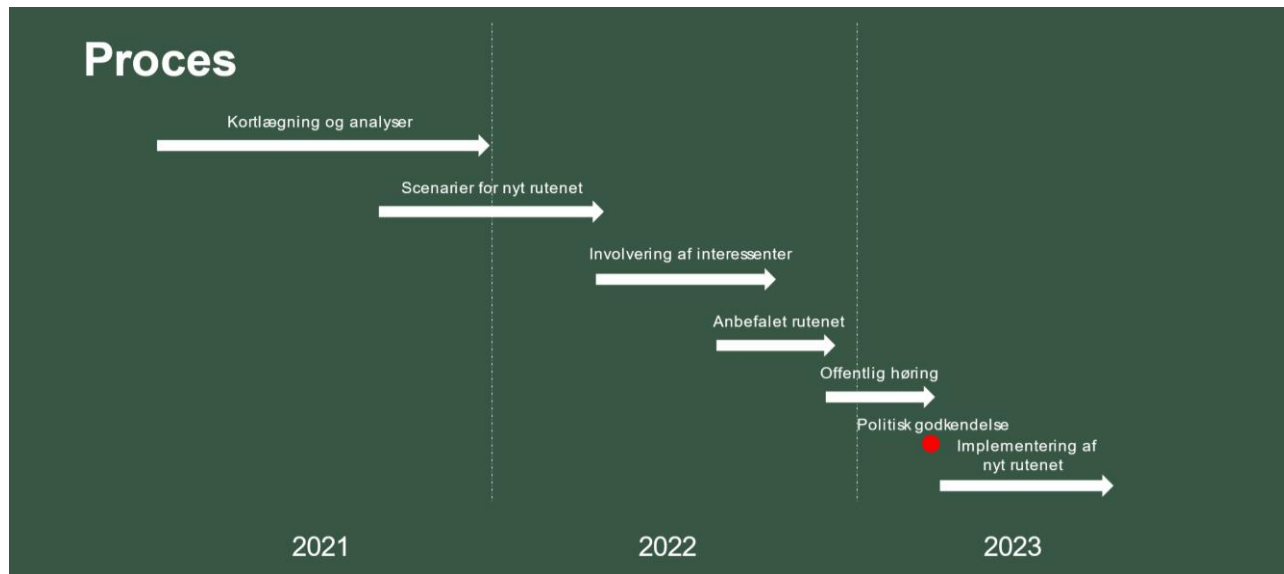 Proces
Kortlægning og analyser
Scenarier for nyt rutenet
Involvering af interessenter
Anbefalet rutenet
Offentlig høring
Politisk godkendelse
Implementering af
nyt rutenet
2021
2022
2023